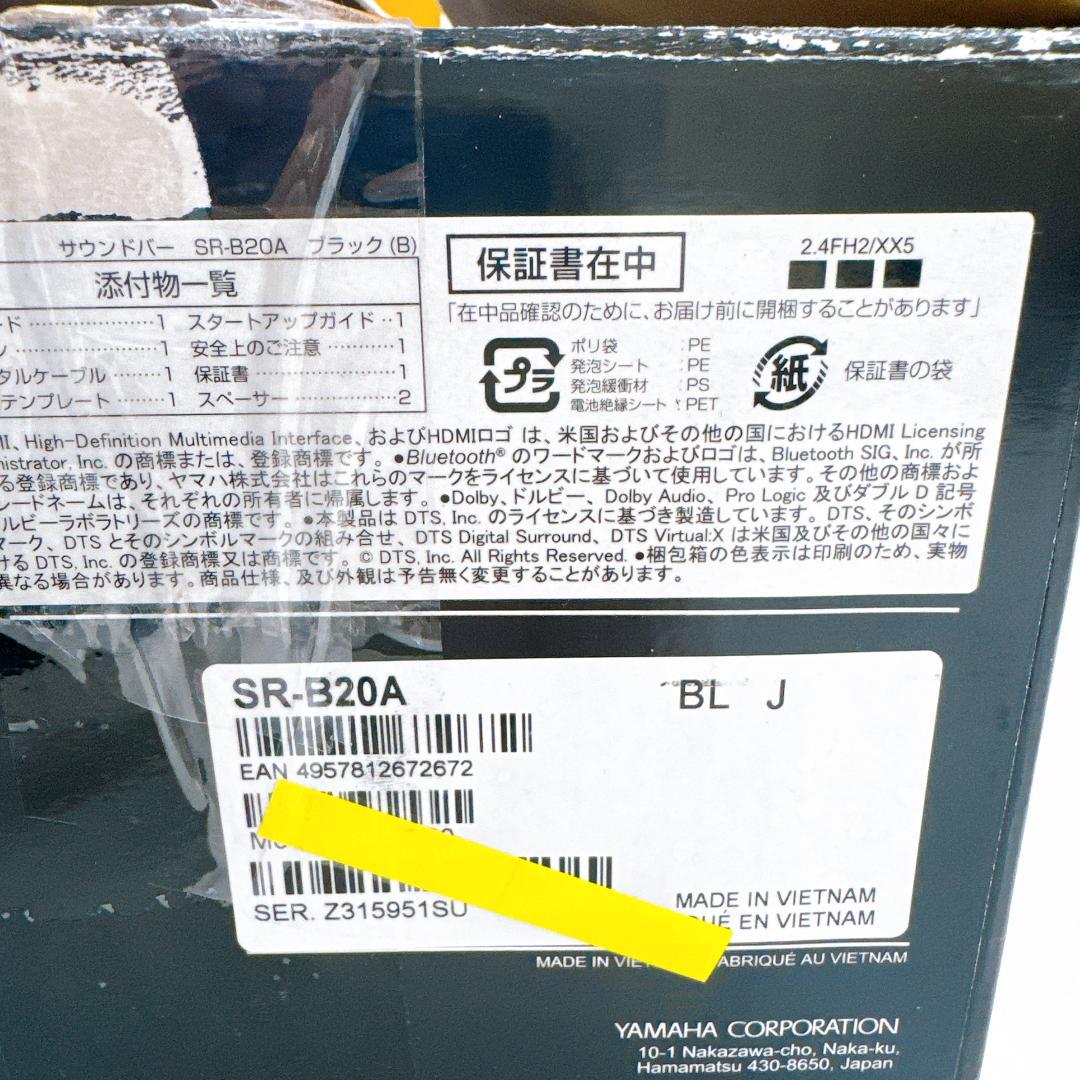 サウンドバー SR-B20A ブラック(B)
添付物一覧
ード ‥‥‥‥‥‥1 スタートアップガイド ‥1
‥‥‥‥‥‥1 安全上のご注意 ‥‥‥‥1
タルケーブル ‥‥‥1 保証書 ‥‥‥‥‥‥1
テンプレート ‥‥‥1 スペーサー ‥‥‥‥‥2
保証書在中
2.4FH2/XX5
「在中品確認のために、お届け前に開梱することがあります」
プラ
ポリ袋 : PE
発泡シート : PE
発泡緩衝材 : PS
電池絶縁シート : PET
紙
保証書の袋
MI、High-Definition Multimedia Interface、およびHDMIロゴ は、米国およびその他の国におけるHDMI Licensing
nistrator, Inc. の商標または、登録商標です。 ●Bluetooth® のワードマークおよびロゴは、Bluetooth SIG, Inc. が所
る登録商標であり、ヤマハ株式会社はこれらのマークをライセンスに基づいて使用しています。その他の商標およ
レードネームは、それぞれの所有者に帰属します。●Dolby、ドルビー、Dolby Audio、Pro Logic 及びダブル D 記号
ルビーラボラトリーズの商標です。●本製品は DTS, Inc. のライセンスに基づき製造しています。DTS、そのシンボ
マーク、DTS とそのシンボルマークの組み合せ、DTS Digital Surround、DTS Virtual:X は米国及びその他の国々に
ける DTS, Inc. の登録商標又は商標です。© DTS, Inc. All Rights Reserved. ●梱包箱の色表示は印刷のため、実物
異なる場合があります。商品仕様、及び外観は予告無く変更することがあります。
SR-B20A BL J
EAN 4957812672672
SER. Z315951SU
MADE IN VIETNAM
QUÉ EN VIETNAM
MADE IN VIE ABRIQUÉ AU VIETNAM
YAMAHA CORPORATION
10-1 Nakazawa-cho, Naka-ku,
Hamamatsu 430-8650, Japan